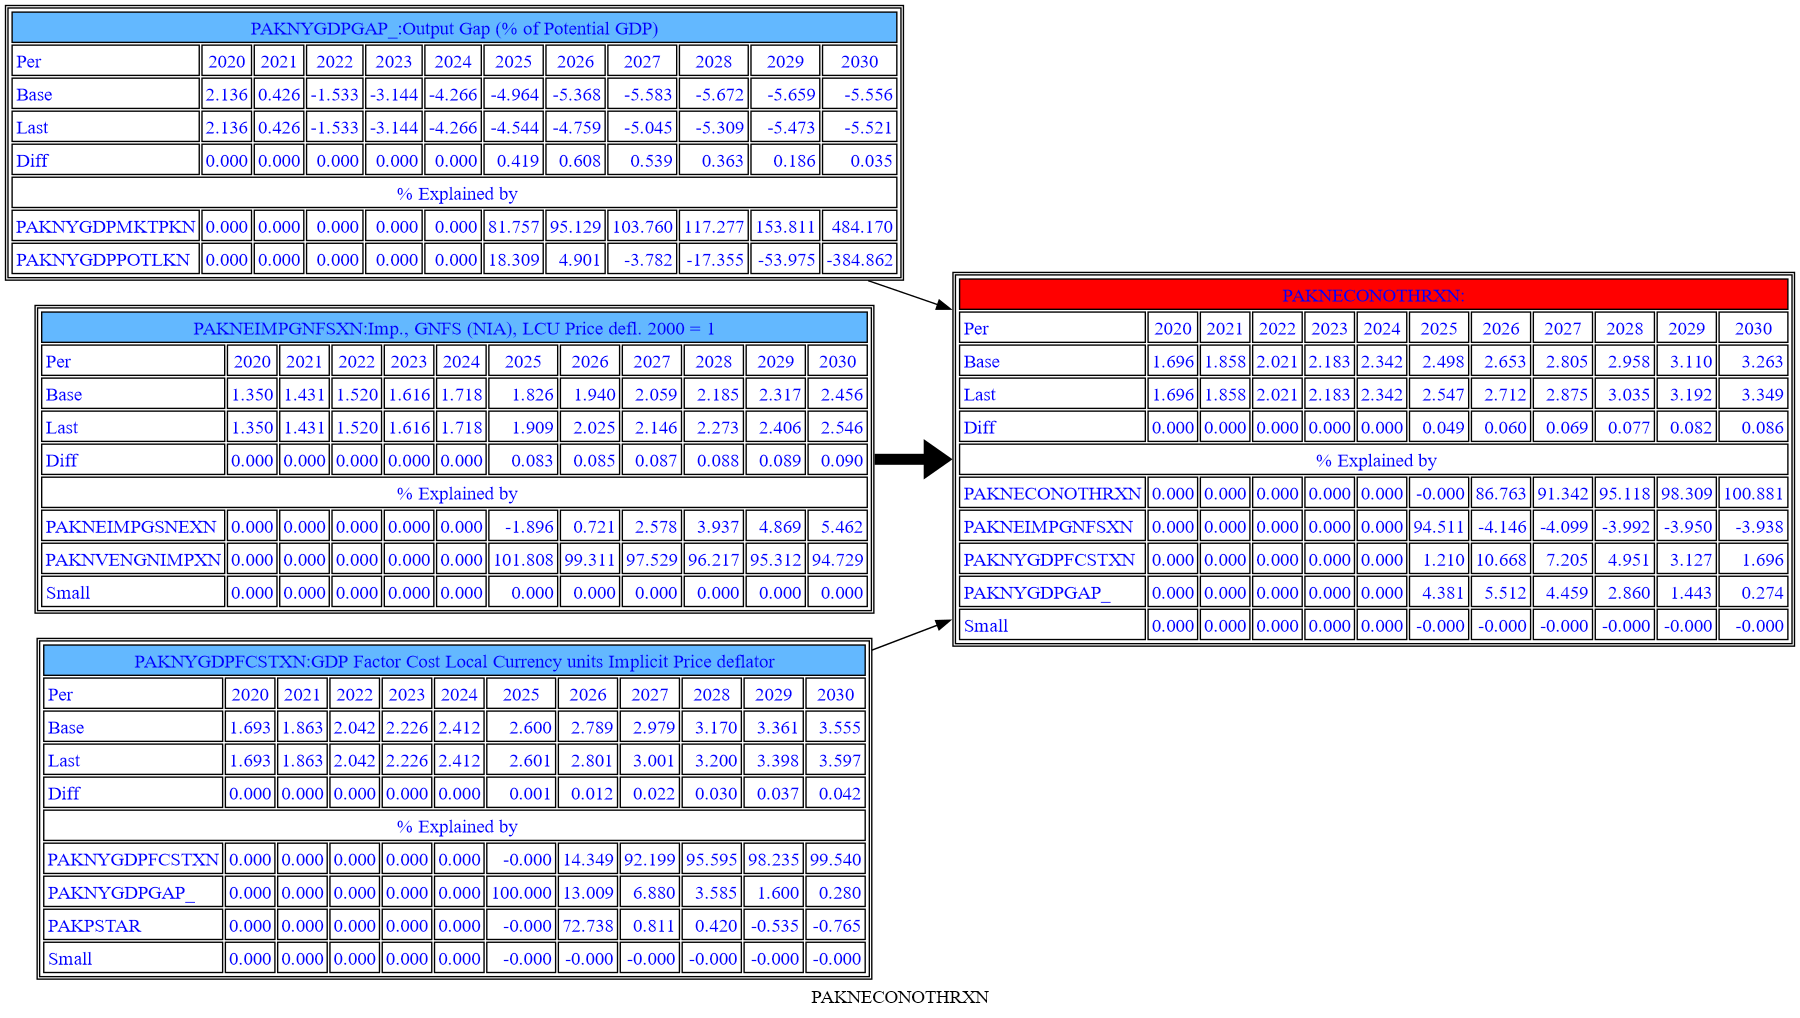 PAKNYGDPGAP_:Output Gap (% of Potential GDP)
Per 2020 2021 2022 2023 2024 2025 2026 2027 2028 2029 2030
Base 2.136 0.426 -1.533 -3.144 -4.266 -4.964 -5.368 -5.583 -5.672 -5.659 -5.556
Last 2.136 0.426 -1.533 -3.144 -4.266 -4.544 -4.759 -5.045 -5.309 -5.473 -5.521
Diff 0.000 0.000 0.000 0.000 0.000 0.419 0.608 0.539 0.363 0.186 0.035
% Explained by
PAKNYGDPMKTPKN 0.000 0.000 0.000 0.000 0.000 81.757 95.129 103.760 117.277 153.811 484.170
PAKNYGDPPOTLKN 0.000 0.000 0.000 0.000 0.000 18.309 4.901 -3.782 -17.355 -53.975 -384.862
PAKNEIMPGNFSXN:Imp., GNFS (NIA), LCU Price defl. 2000 = 1
Per 2020 2021 2022 2023 2024 2025 2026 2027 2028 2029 2030
Base 1.350 1.431 1.520 1.616 1.718 1.826 1.940 2.059 2.185 2.317 2.456
Last 1.350 1.431 1.520 1.616 1.718 1.909 2.025 2.146 2.273 2.406 2.546
Diff 0.000 0.000 0.000 0.000 0.000 0.083 0.085 0.087 0.088 0.089 0.090
% Explained by
PAKNEIMPGSNEXN 0.000 0.000 0.000 0.000 0.000 -1.896 0.721 2.578 3.937 4.869 5.462
PAKNVENGNIMPXN 0.000 0.000 0.000 0.000 0.000 101.808 99.311 97.529 96.217 95.312 94.729
Small 0.000 0.000 0.000 0.000 0.000 0.000 0.000 0.000 0.000 0.000 0.000
PAKNYGDPFCSTXN:GDP Factor Cost Local Currency units Implicit Price deflator
Per 2020 2021 2022 2023 2024 2025 2026 2027 2028 2029 2030
Base 1.693 1.863 2.042 2.226 2.412 2.600 2.789 2.979 3.170 3.361 3.555
Last 1.693 1.863 2.042 2.226 2.412 2.601 2.801 3.001 3.200 3.398 3.597
Diff 0.000 0.000 0.000 0.000 0.000 0.001 0.012 0.022 0.030 0.037 0.042
% Explained by
PAKNYGDPFCSTXN 0.000 0.000 0.000 0.000 0.000 -0.000 14.349 92.199 95.595 98.235 99.540
PAKNYGDPGAP_ 0.000 0.000 0.000 0.000 0.000 100.000 13.009 6.880 3.585 1.600 0.280
PAKPSTAR 0.000 0.000 0.000 0.000 0.000 -0.000 72.738 0.811 0.420 -0.535 -0.765
Small 0.000 0.000 0.000 0.000 0.000 -0.000 -0.000 -0.000 -0.000 -0.000 -0.000
PAKNECONOTHRXN:
Per 2020 2021 2022 2023 2024 2025 2026 2027 2028 2029 2030
Base 1.696 1.858 2.021 2.183 2.342 2.498 2.653 2.805 2.958 3.110 3.263
Last 1.696 1.858 2.021 2.183 2.342 2.547 2.712 2.875 3.035 3.192 3.349
Diff 0.000 0.000 0.000 0.000 0.000 0.049 0.060 0.069 0.077 0.082 0.086
% Explained by
PAKNECONOTHRXN 0.000 0.000 0.000 0.000 0.000 -0.000 86.763 91.342 95.118 98.309 100.881
PAKNEIMPGNFSXN 0.000 0.000 0.000 0.000 0.000 94.511 -4.146 -4.099 -3.992 -3.950 -3.938
PAKNYGDPFCSTXN 0.000 0.000 0.000 0.000 0.000 1.210 10.668 7.205 4.951 3.127 1.696
PAKNYGDPGAP_ 0.000 0.000 0.000 0.000 0.000 4.381 5.512 4.459 2.860 1.443 0.274
Small 0.000 0.000 0.000 0.000 0.000 -0.000 -0.000 -0.000 -0.000 -0.000 -0.000
PAKNECONOTHRXN